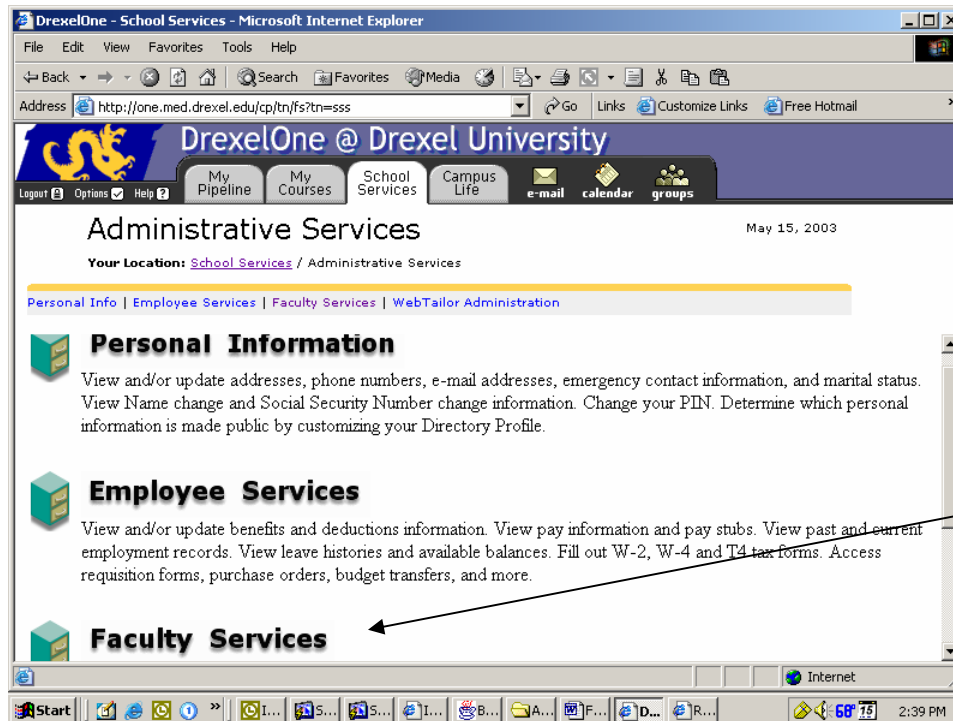 DrexelOne - School Services - Microsoft Internet Explorer
File Edit View Favorites Tools Help
Back Search Favorites Media
Address http://one.med.drexel.edu/cp/tn/fs?tn=sss Go Links Customize Links Free Hotmail
DrexelOne @ Drexel University
Logout Options Help ? My Pipeline My Courses School Services Campus Life e-mail calendar groups
Administrative Services May 15, 2003
Your Location: School Services / Administrative Services
Personal Info | Employee Services | Faculty Services | WebTailor Administration
Personal Information
View and/or update addresses, phone numbers, e-mail addresses, emergency contact information, and marital status.
View Name change and Social Security Number change information. Change your PIN. Determine which personal
information is made public by customizing your Directory Profile.
Employee Services
View and/or update benefits and deductions information. View pay information and pay stubs. View past and current
employment records. View leave histories and available balances. Fill out W-2, W-4 and T4 tax forms. Access
requisition forms, purchase orders, budget transfers, and more.
Faculty Services
Internet
Start » I... S... S... I... B... A... F... D... R... 68° 15 2:39 PM